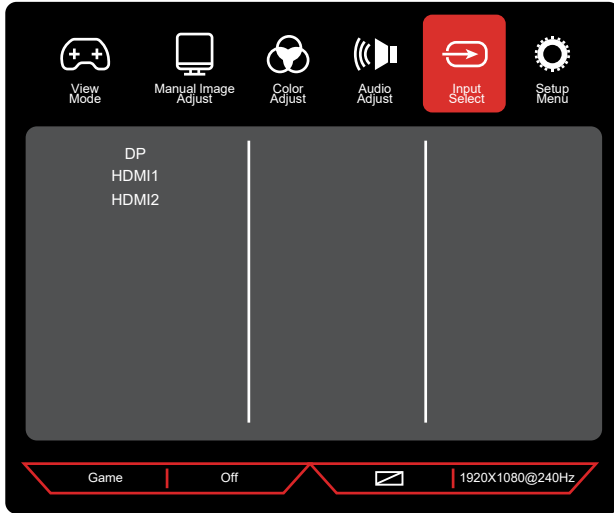 View
Mode
Manual Image
Adjust
Color
Adjust
Audio
Adjust
Input
Select
Setup
Menu
DP
HDMI1
HDMI2
Game
Off
1920X1080@240Hz